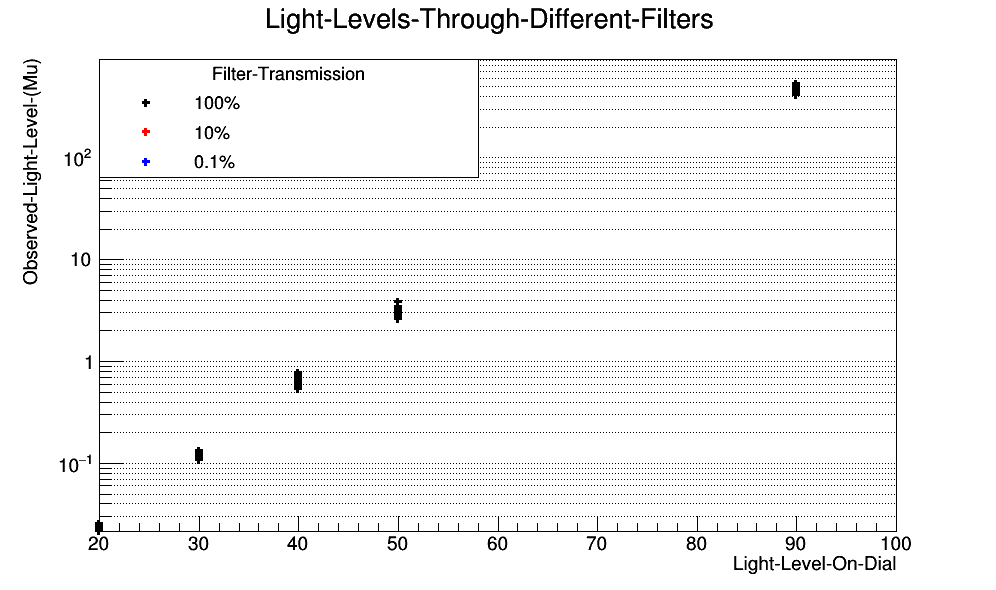 Light-Levels-Through-Different-Filters
Observed-Light-Level-(Mu)
Filter-Transmission
100%
10%
0.1%
10²
10
1
10⁻¹
20 30 40 50 60 70 80 90 100
Light-Level-On-Dial